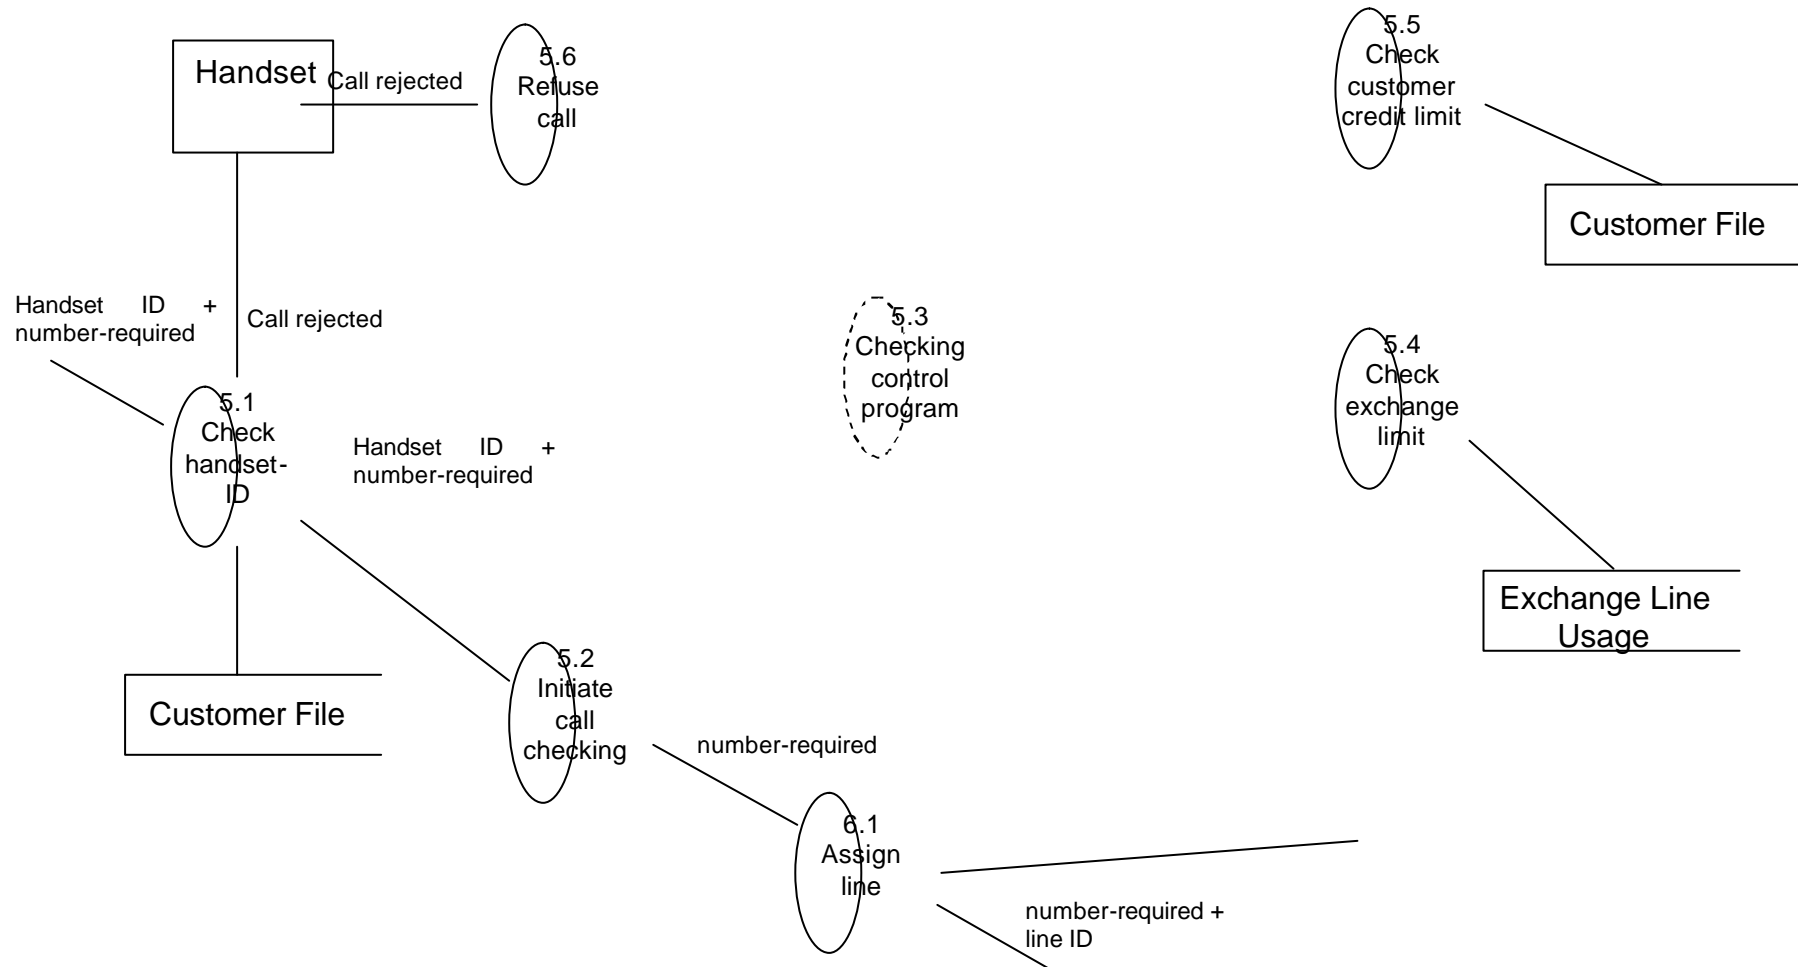 Handset
Call rejected
5.6
Refuse
call
5.5
Check
customer
credit limit
Customer File
Handset ID +
number-required
Call rejected
5.3
Checking
control
program
5.4
Check
exchange
limit
5.1
Check
handset-
ID
Handset ID +
number-required
Exchange Line
Usage
5.2
Initiate
call
checking
Customer File
number-required
6.1
Assign
line
number-required +
line ID